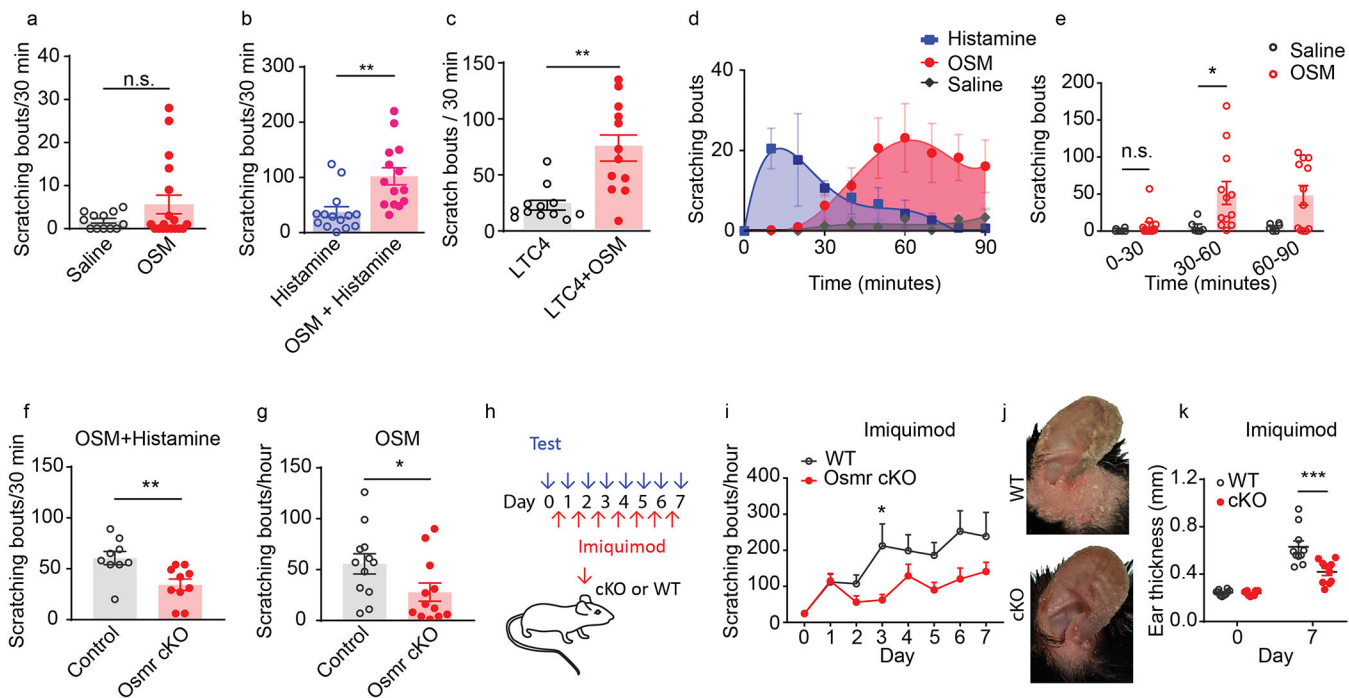 a
Scratching bouts/30 min
40
30
20
10
0
n.s.
Saline
OSM
b
Scratching bouts/30 min
300
200
100
0
**
Histamine
OSM + Histamine
c
Scratch bouts / 30 min
150
100
50
0
**
LTC4
LTC4+OSM
d
Histamine
OSM
Saline
Scratching bouts
40
20
0
0
30
60
90
Time (minutes)
e
Saline
OSM
Scratching bouts
200
150
100
50
0
n.s.
*
0-30
30-60
60-90
Time (minutes)
f
OSM+Histamine
Scratching bouts/30 min
150
100
50
0
**
Control
Osmr cKO
g
OSM
Scratching bouts/hour
150
100
50
0
*
Control
Osmr cKO
h
Test
Day 0 1 2 3 4 5 6 7
Imiquimod
cKO or WT
i
Imiquimod
WT
Osmr cKO
Scratching bouts/hour
400
300
200
100
0
*
0 1 2 3 4 5 6 7
Day
j
WT
cKO
k
Imiquimod
WT
cKO
Ear thickness (mm)
1.2
0.8
0.4
0
***
0
7
Day